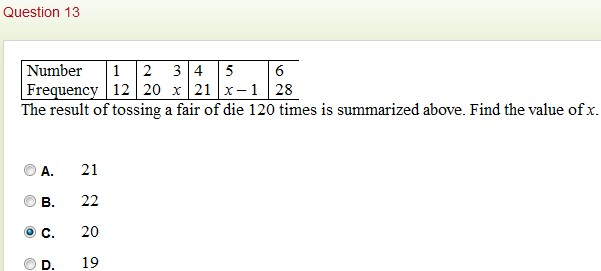 Question 13
Number 1 2 3 4 5 6
Frequency 12 20 x 21 x – 1 28
The result of tossing a fair of die 120 times is summarized above. Find the value of x.
A. 21
B. 22
C. 20
D. 19